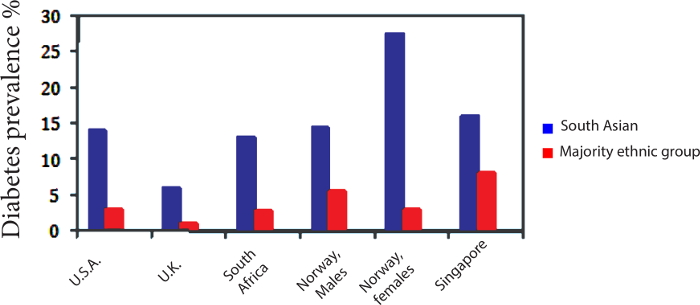 Diabetes prevalence %
30
25
20
15
10
5
0
U.S.A.
U.K.
South
Africa
Norway,
Males
Norway,
females
Singapore
South Asian
Majority ethnic group